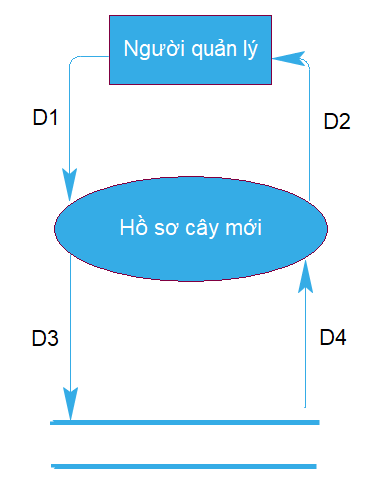 Người quản lý
D1
D2
Hồ sơ cây mới
D3
D4